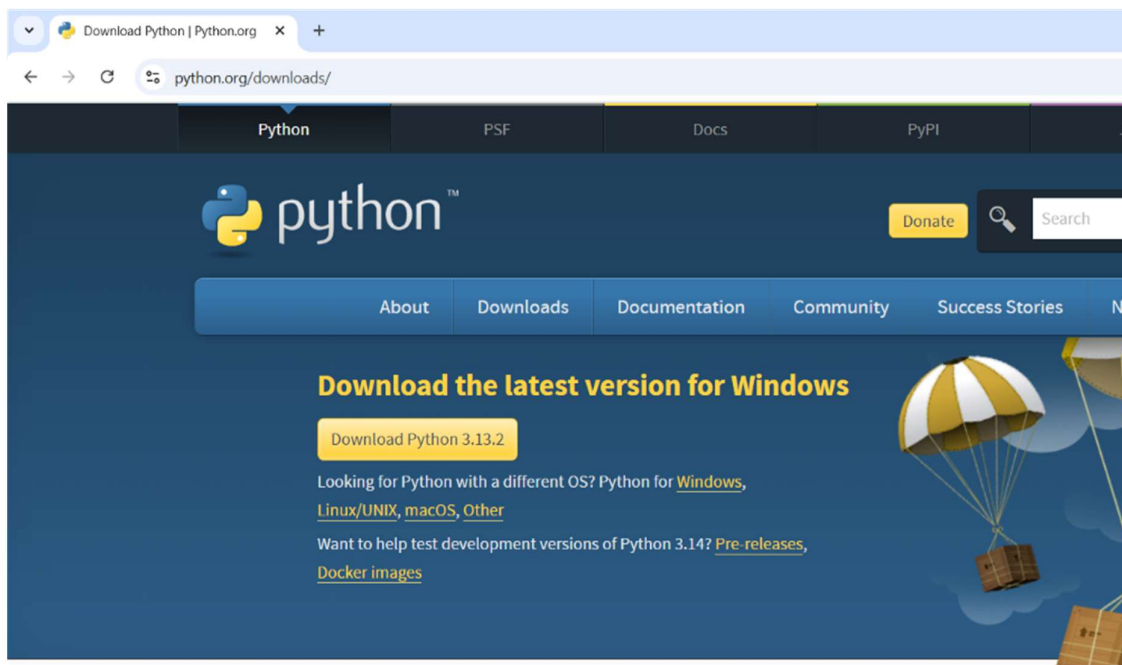 Download Python | Python.org
python.org/downloads/
Python PSF Docs PyPI
python™
Donate Search
About Downloads Documentation Community Success Stories N
Download the latest version for Windows
Download Python 3.13.2
Looking for Python with a different OS? Python for Windows,
Linux/UNIX, macOS, Other
Want to help test development versions of Python 3.14? Pre-releases,
Docker images